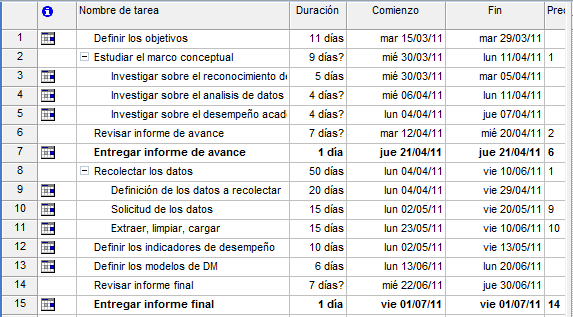 Nombre de tarea Duración Comienzo Fin Pred
1 Definir los objetivos 11 días mar 15/03/11 mar 29/03/11
2 Estudiar el marco conceptual 9 días? mié 30/03/11 lun 11/04/11 1
3 Investigar sobre el reconocimiento de 5 días mié 30/03/11 mar 05/04/11
4 Investigar sobre el analisis de datos 4 días? mié 06/04/11 lun 11/04/11
5 Investigar sobre el desempeño acad 4 días? lun 04/04/11 jue 07/04/11
6 Revisar informe de avance 7 días? mar 12/04/11 mié 20/04/11 2
7 Entregar informe de avance 1 día jue 21/04/11 jue 21/04/11 6
8 Recolectar los datos 50 días lun 04/04/11 vie 10/06/11 1
9 Definición de los datos a recolectar 20 días lun 04/04/11 vie 29/04/11
10 Solicitud de los datos 15 días lun 02/05/11 vie 20/05/11 9
11 Extraer, limpiar, cargar 15 días lun 23/05/11 vie 10/06/11 10
12 Definir los indicadores de desempeño 10 días lun 02/05/11 vie 13/05/11
13 Definir los modelos de DM 6 días lun 13/06/11 lun 20/06/11
14 Revisar informe final 7 días? mié 22/06/11 jue 30/06/11
15 Entregar informe final 1 día vie 01/07/11 vie 01/07/11 14